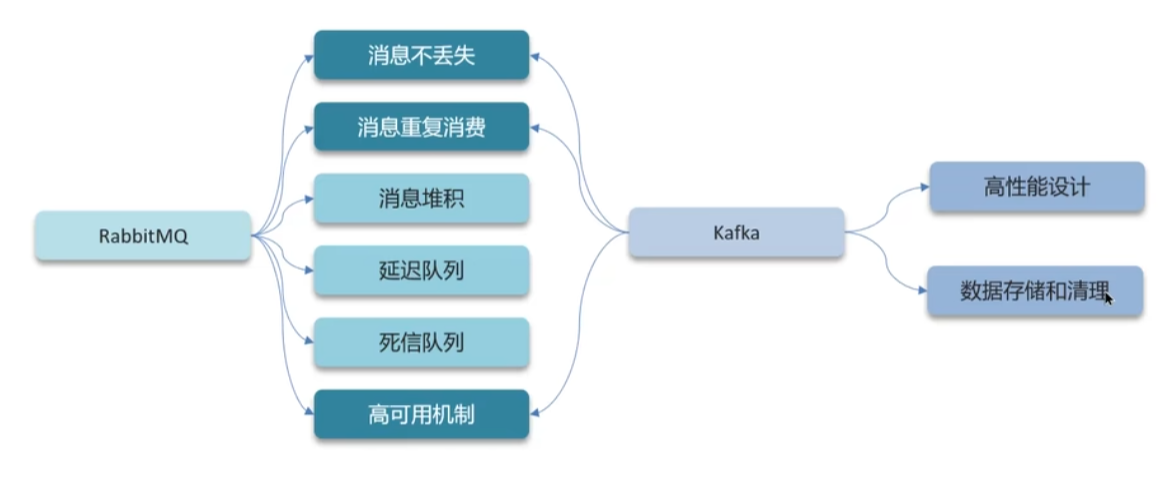 消息不丢失
消息重复消费
消息堆积
RabbitMQ
延迟队列
死信队列
高可用机制
Kafka
高性能设计
数据存储和清理